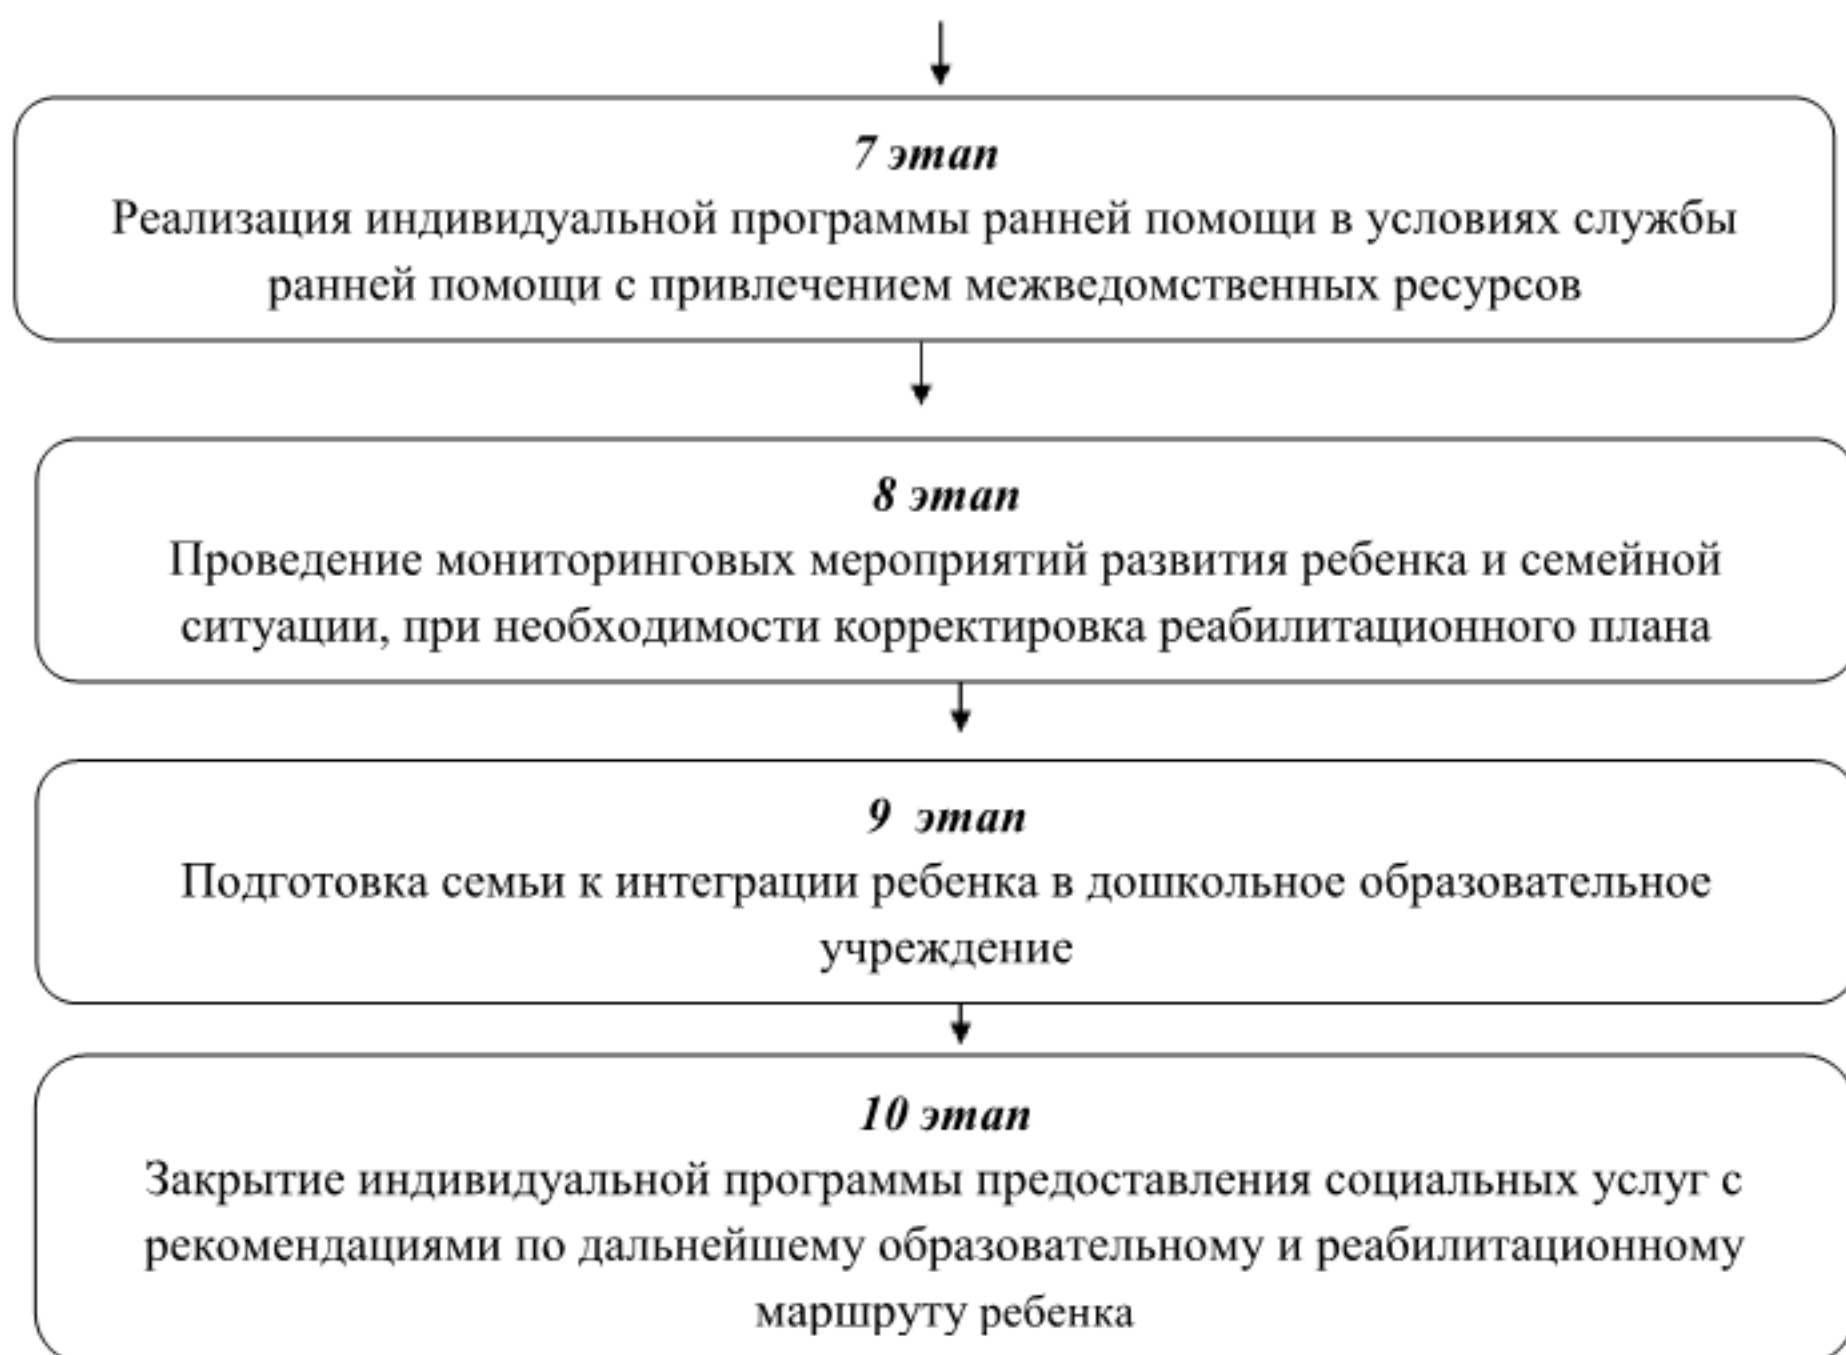 7 этап
Реализация индивидуальной программы ранней помощи в условиях службы
ранней помощи с привлечением межведомственных ресурсов
8 этап
Проведение мониторинговых мероприятий развития ребенка и семейной
ситуации, при необходимости корректировка реабилитационного плана
9 этап
Подготовка семьи к интеграции ребенка в дошкольное образовательное
учреждение
10 этап
Закрытие индивидуальной программы предоставления социальных услуг с
рекомендациями по дальнейшему образовательному и реабилитационному
маршруту ребенка